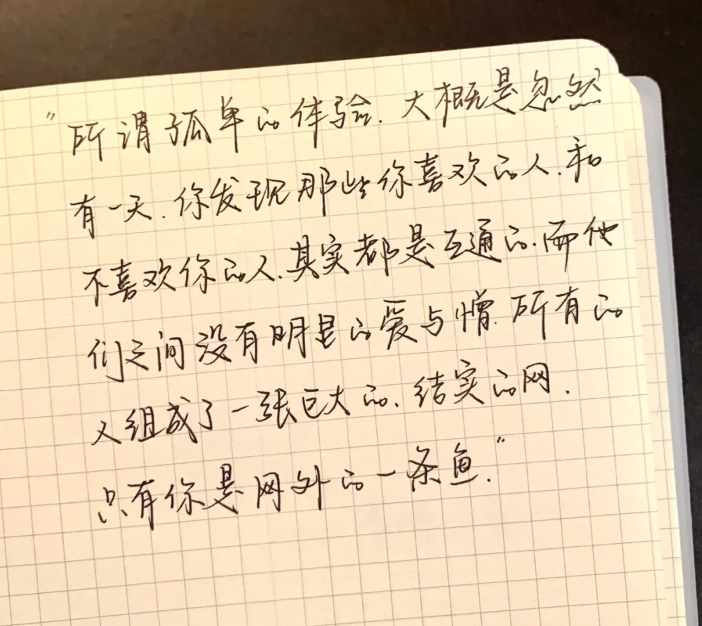 "所谓孤单的体验.大概是忽然
有一天.你发现那些你喜欢的人.和
不喜欢你的人.其实都是互通的.而他
们之间没有明显的爱与憎.所有的
人组成了一张巨大的.结实的网.
只有你是网外的一条鱼."